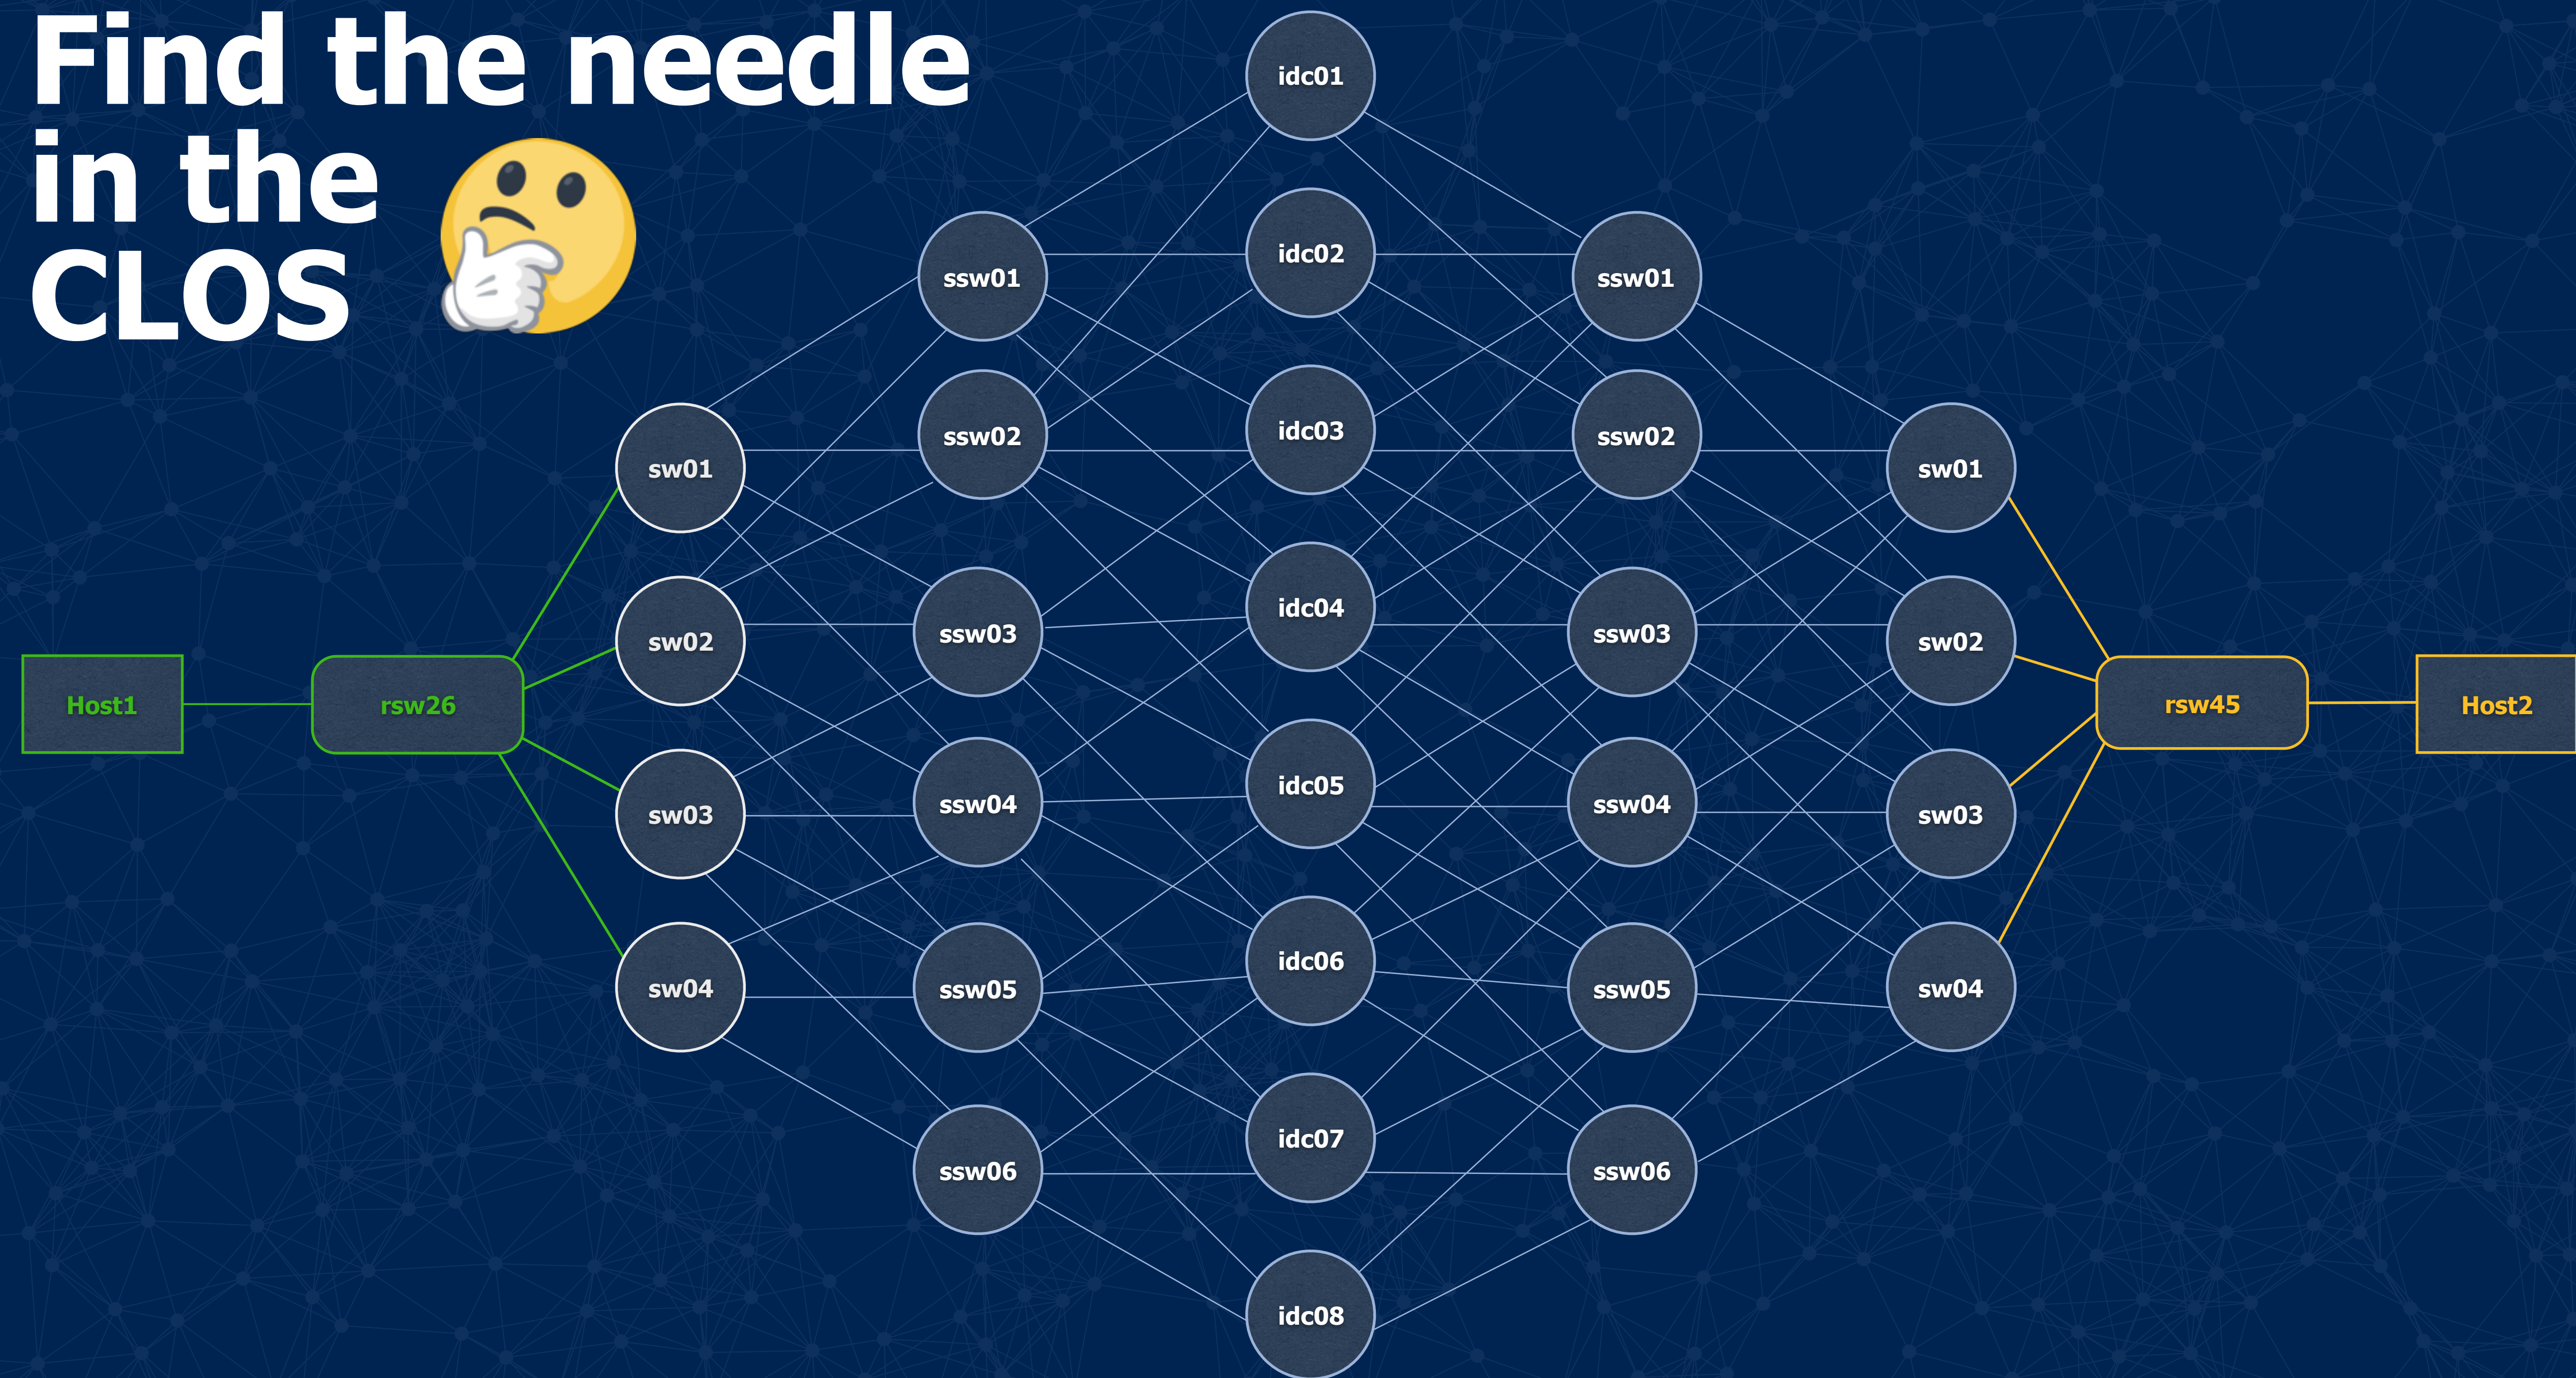 Find the needle
in the
CLOS
Host1
rsw26
sw01
sw02
sw03
sw04
ssw01
ssw02
ssw03
ssw04
ssw05
ssw06
idc01
idc02
idc03
idc04
idc05
idc06
idc07
idc08
ssw01
ssw02
ssw03
ssw04
ssw05
ssw06
sw01
sw02
sw03
sw04
rsw45
Host2